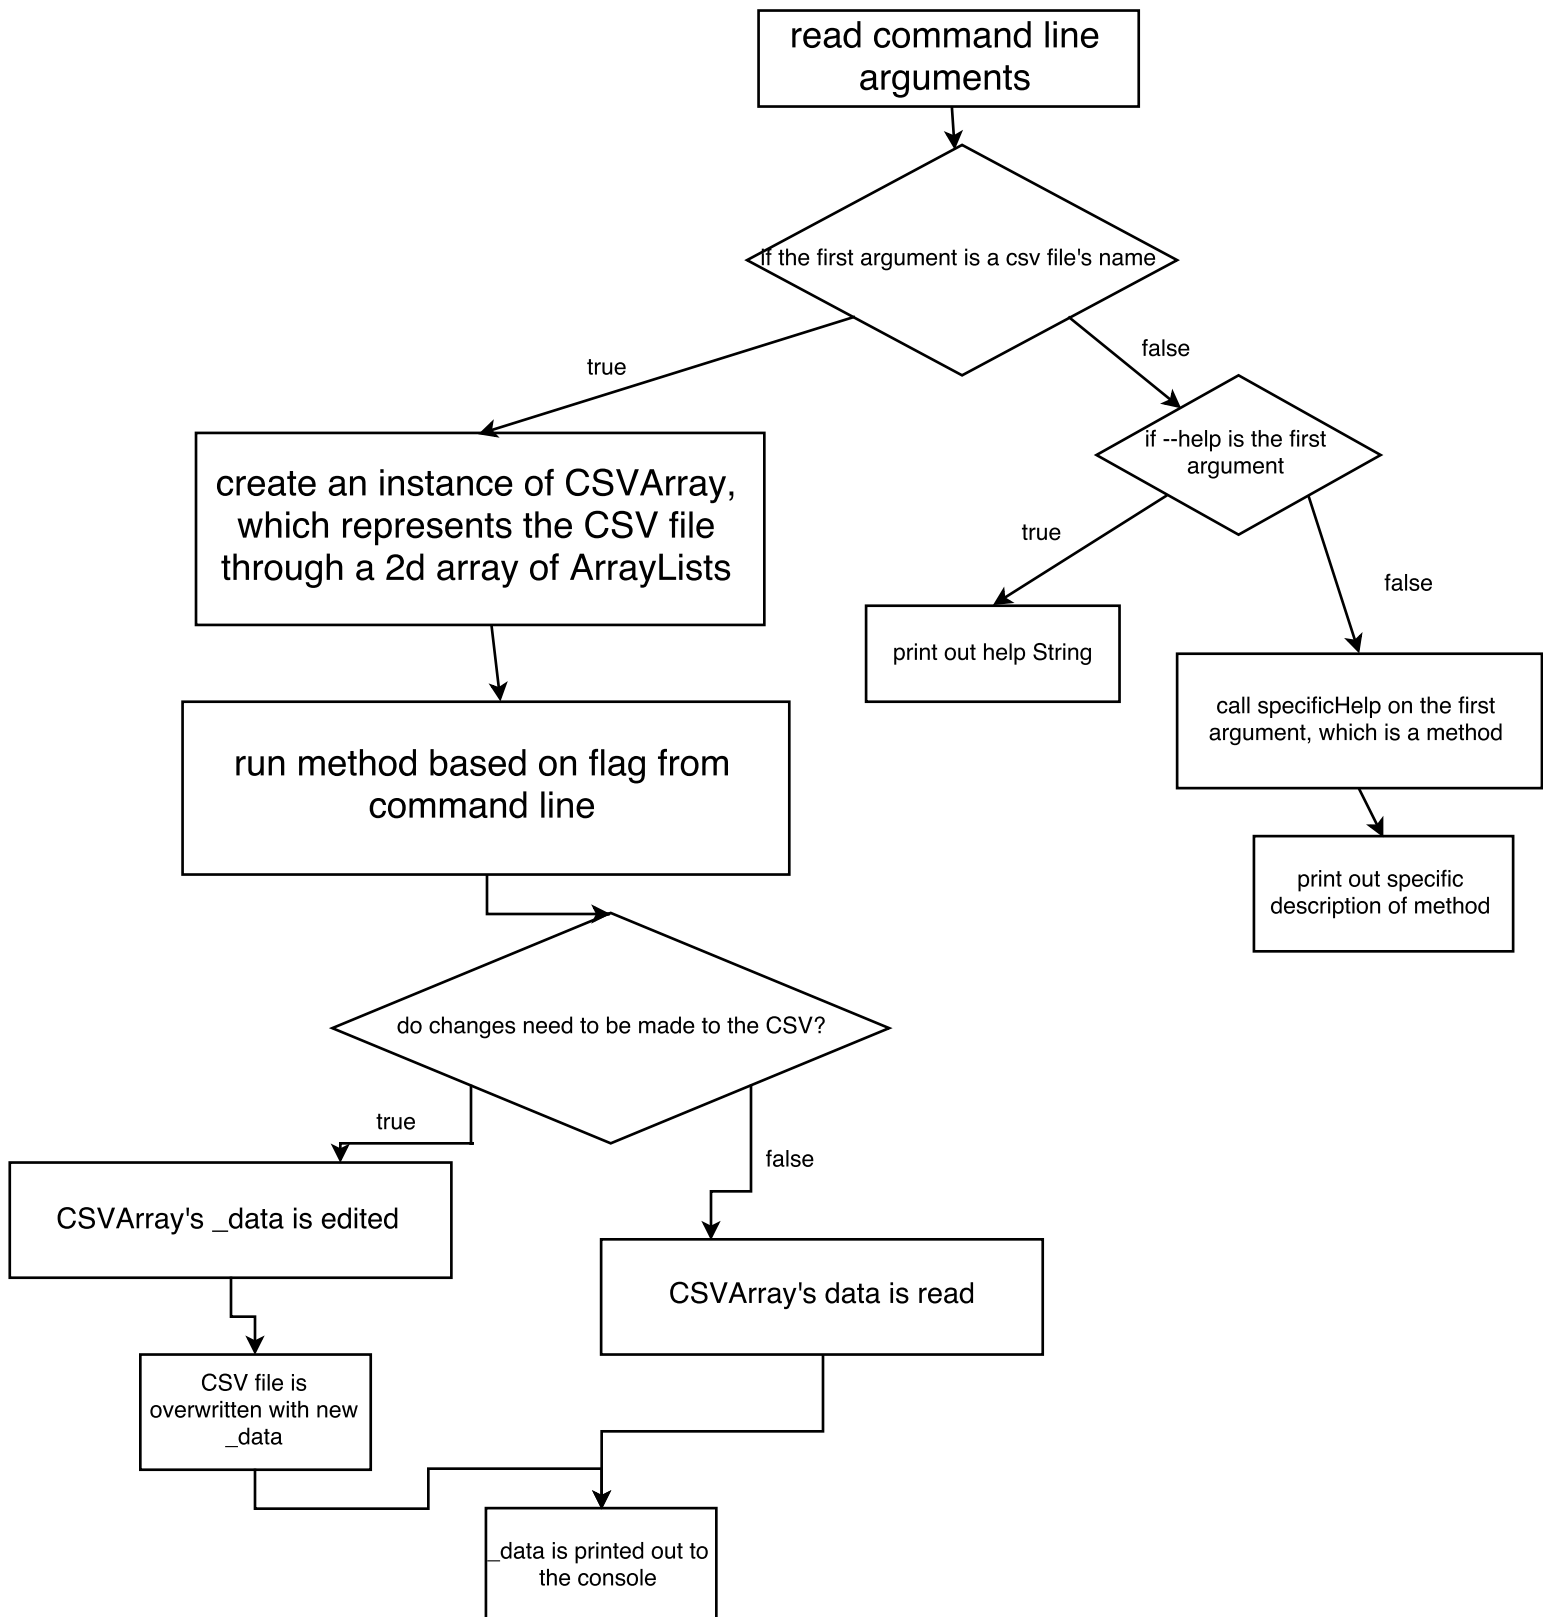 read command line
arguments
if the first argument is a csv file's name
true
false
if --help is the first
argument
create an instance of CSVArray,
which represents the CSV file
through a 2d array of ArrayLists
true
false
print out help String
call specificHelp on the first
argument, which is a method
run method based on flag from
command line
print out specific
description of method
do changes need to be made to the CSV?
true
false
CSVArray's _data is edited
CSVArray's data is read
CSV file is
overwritten with new
_data
_data is printed out to
the console